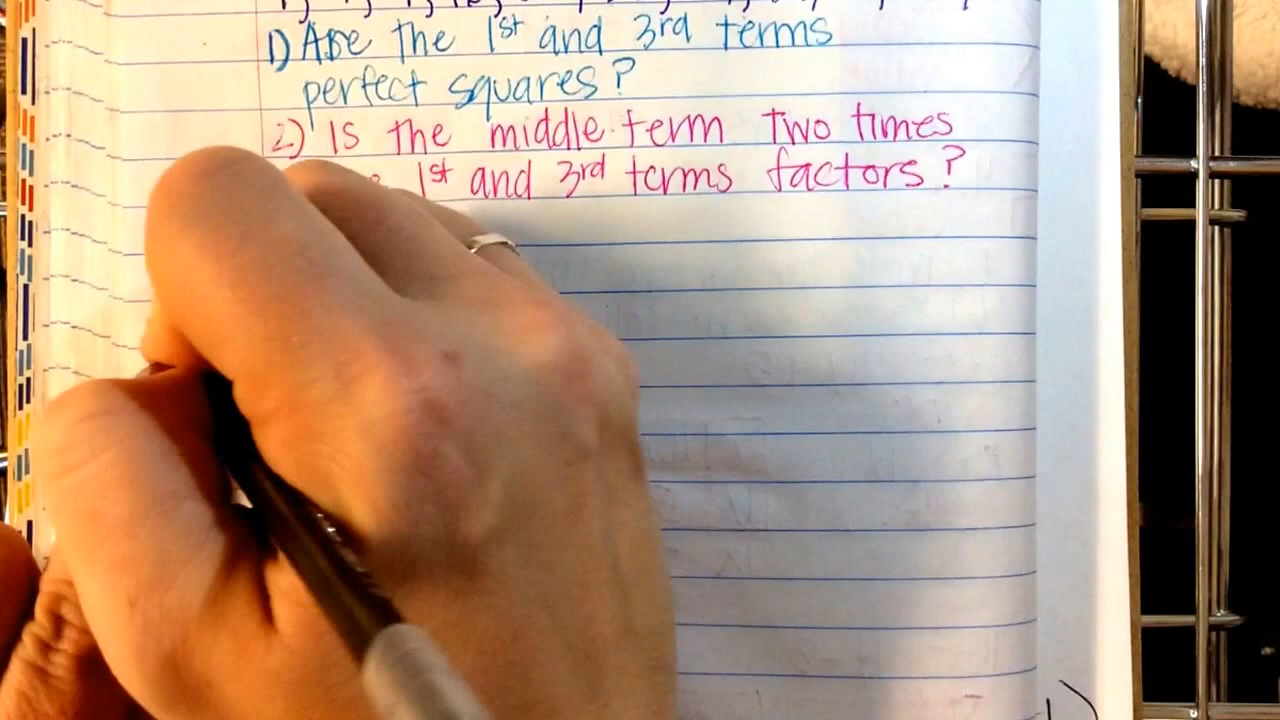 1) Are the 1st and 3rd terms
perfect squares?
2) Is the middle term two times
1st and 3rd terms factors?